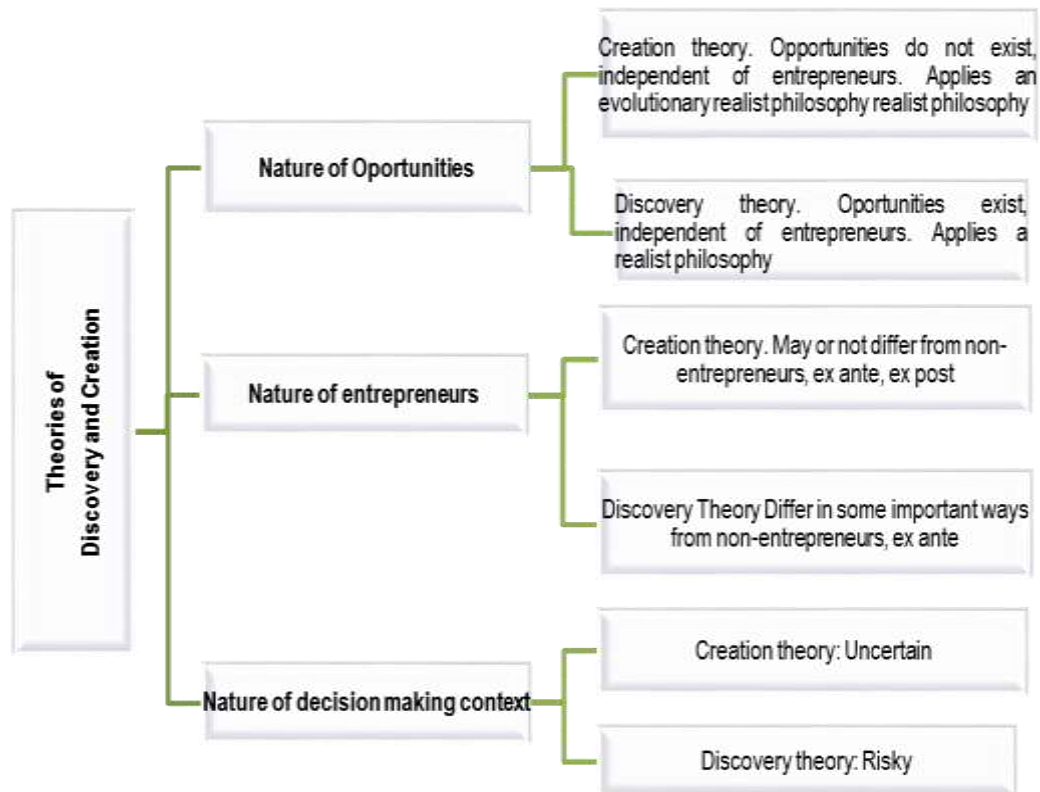 Theories of
Discovery and Creation
Nature of Oportunities
Creation theory. Opportunities do not exist,
independent of entrepreneurs. Applies an
evolutionary realist philosophy realist philosophy
Discovery theory. Oportunities exist,
independent of entrepreneurs. Applies a
realist philosophy
Nature of entrepreneurs
Creation theory. May or not differ from non-
entrepreneurs, ex ante, ex post
Discovery Theory Differ in some important ways
from non-entrepreneurs, ex ante
Nature of decision making context
Creation theory: Uncertain
Discovery theory: Risky